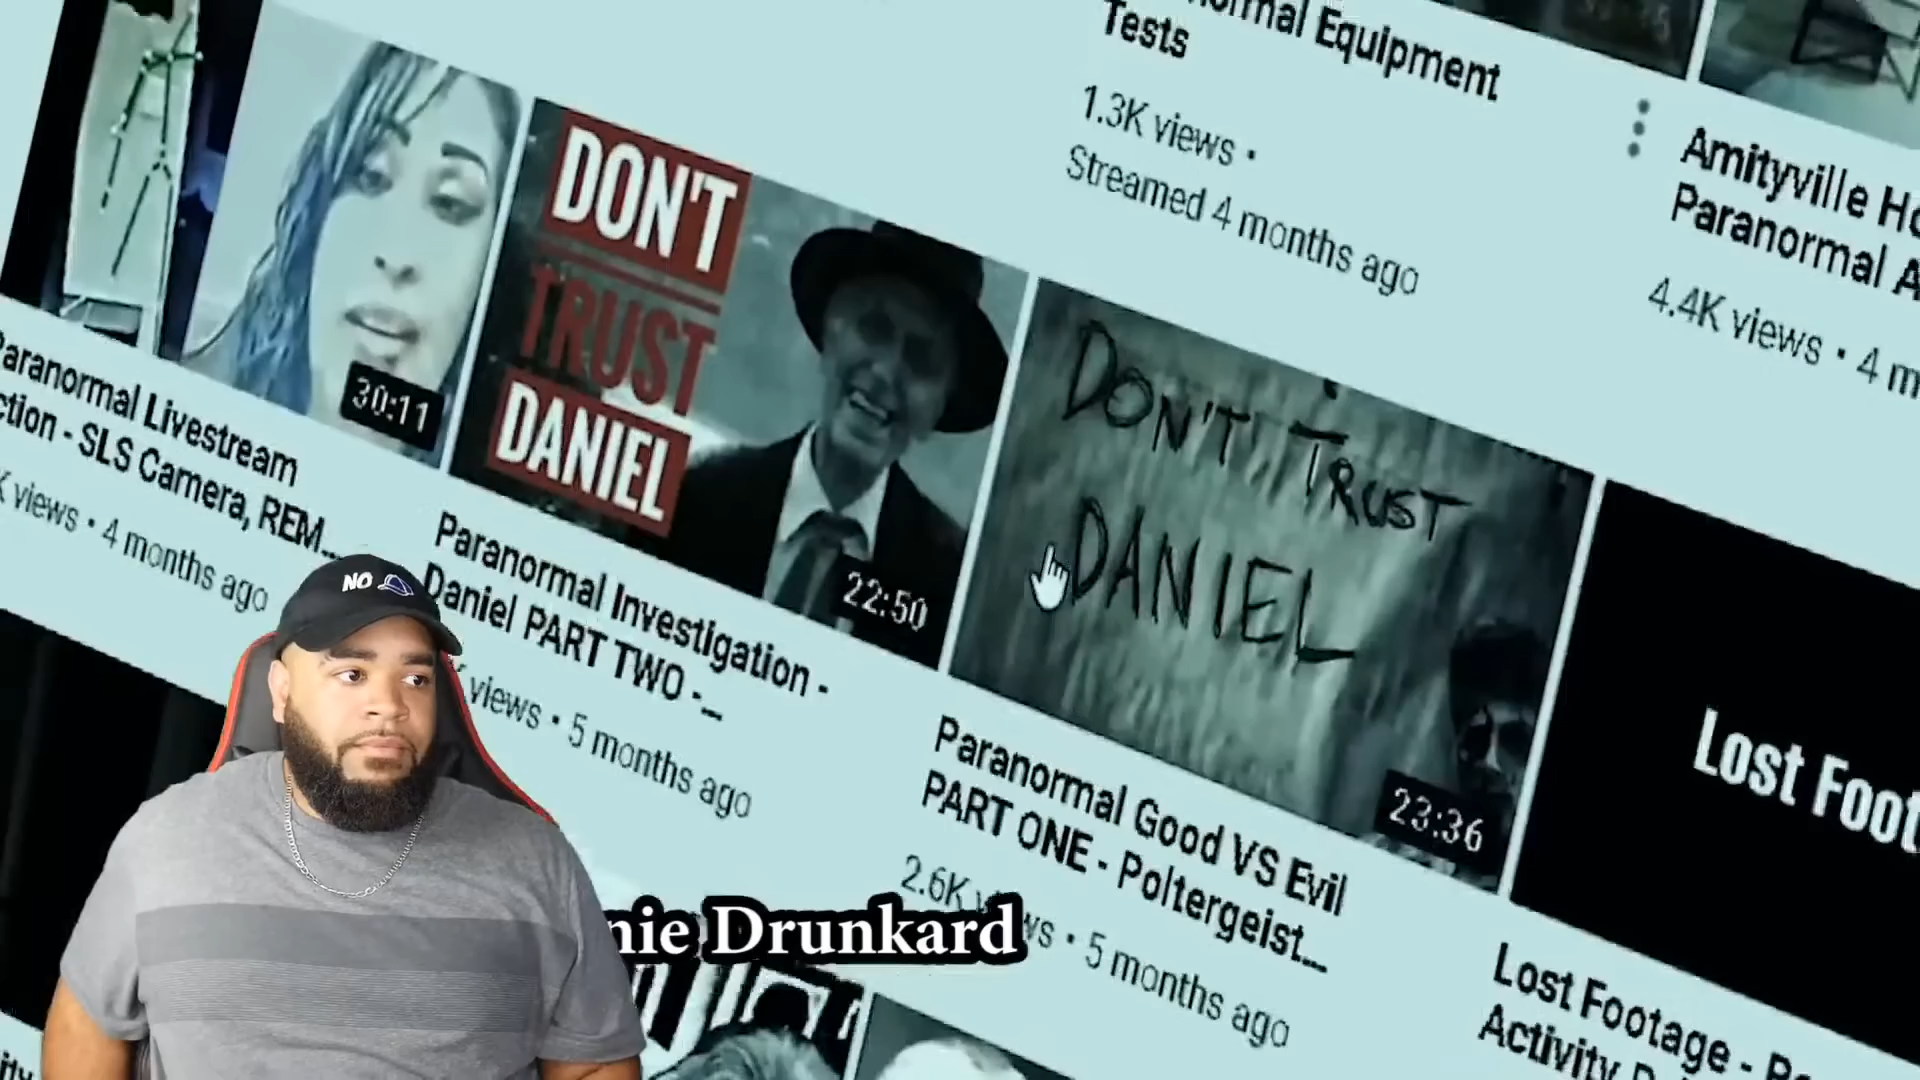 Equipment
Tests
1.3K views •
Streamed 4 months ago
Amityville
Paranormal
4.4K views • 4
DON'T
TRUST
DANIEL
22:50
30:11
DON'T TRUST
DANIEL
23:36
Paranormal Livestream
- SLS Camera, REM...
views • 4 months ago
Paranormal Investigation -
Daniel PART TWO -...
views • 5 months ago
Paranormal Good VS Evil
PART ONE - Poltergeist...
2.6K views • 5 months ago
Lost
Lost Footage -
Activity
NO
Drunkard